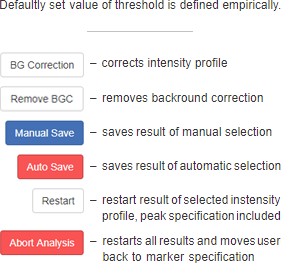 Defaultly set value of threshold is defined empirically.
BG Correction – corrects intensity profile
Remove BGC – removes backround correction
Manual Save – saves result of manual selection
Auto Save – saves result of automatic selection
Restart – restart result of selected instensity
profile, peak specification included
Abort Analysis – restarts all results and moves user
back to marker specification